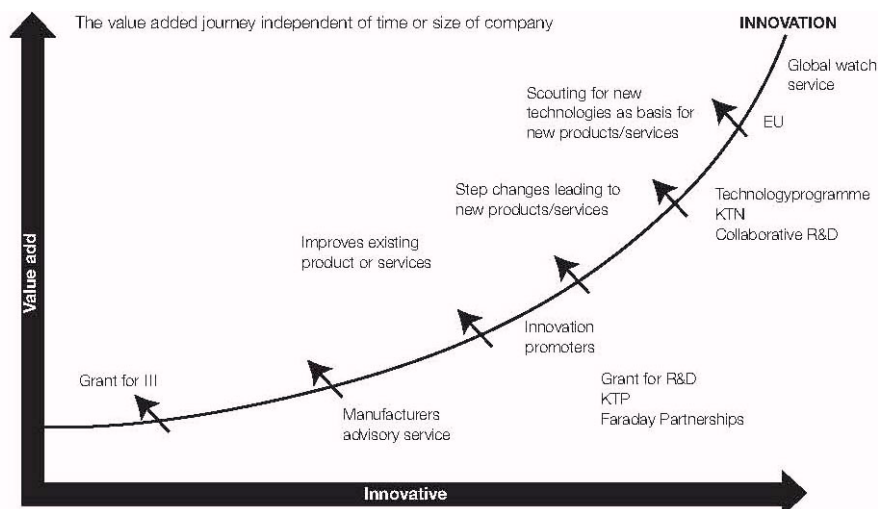 The value added journey independent of time or size of company
INNOVATION
Global watch
service
Scouting for new
technologies as basis for
new products/services
EU
Step changes leading to
new products/services
Technologyprogramme
KTN
Collaborative R&D
Improves existing
product or services
Value add
Innovation
promoters
Grant for III
Grant for R&D
KTP
Faraday Partnerships
Manufacturers
advisory service
Innovative